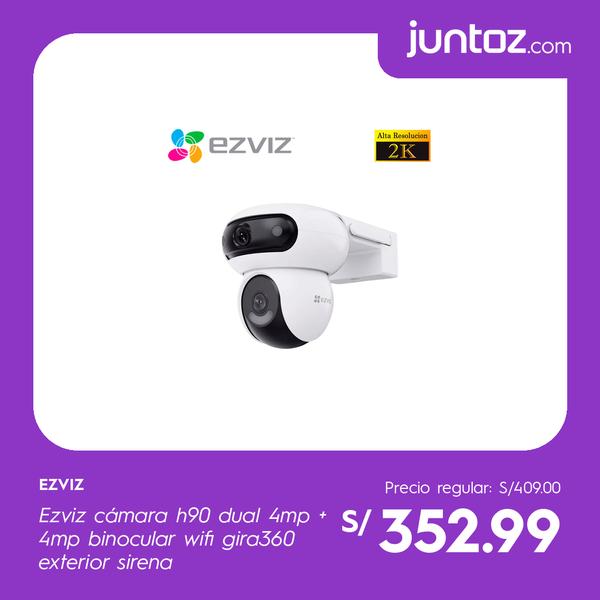 juntoz.com
ezviz
Alta Resolucion
2K
ezviz
EZVIZ
Precio regular: S/409.00
Ezviz cámara h90 dual 4mp +
4mp binocular wifi gira360
exterior sirena
S/ 352.99